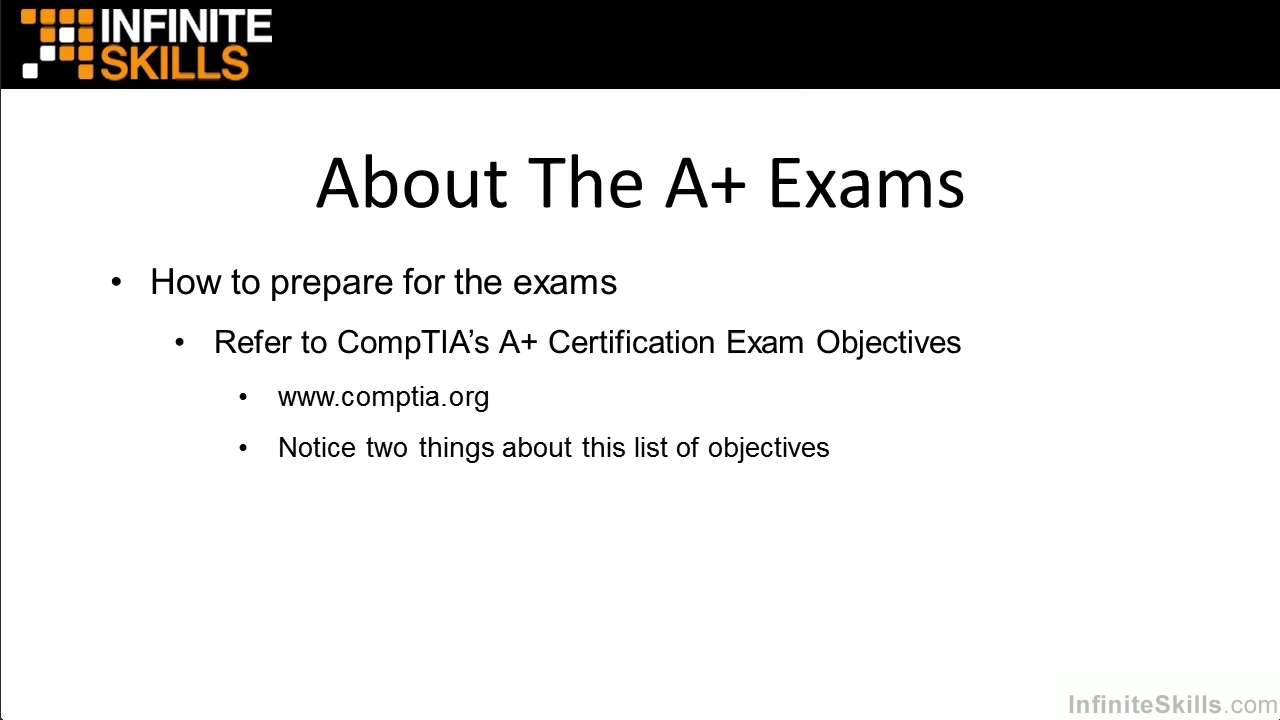 INFINITE
SKILLS
About The A+ Exams
• How to prepare for the exams
• Refer to CompTIA’s A+ Certification Exam Objectives
• www.comptia.org
• Notice two things about this list of objectives
InfiniteSkills.com